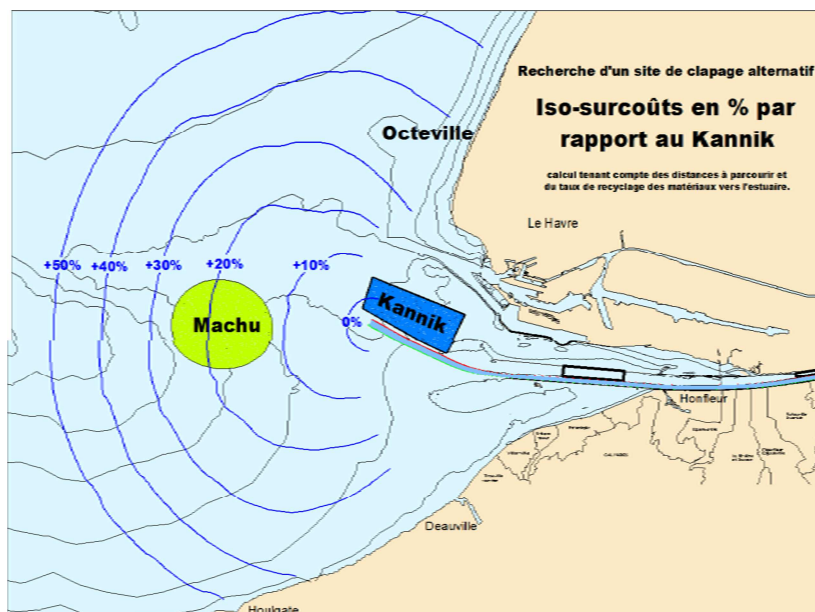 Recherche d'un site de clapage alternatif
Iso-surcoûts en % par
rapport au Kannik
calcul tenant compte des distances à parcourir et
du taux de recyclage des matériaux vers l'estuaire.
Octeville
Le Havre
+50%
+40%
+30%
+20%
+10%
0%
Kannik
Machu
Honfleur
Deauville
Houlgate